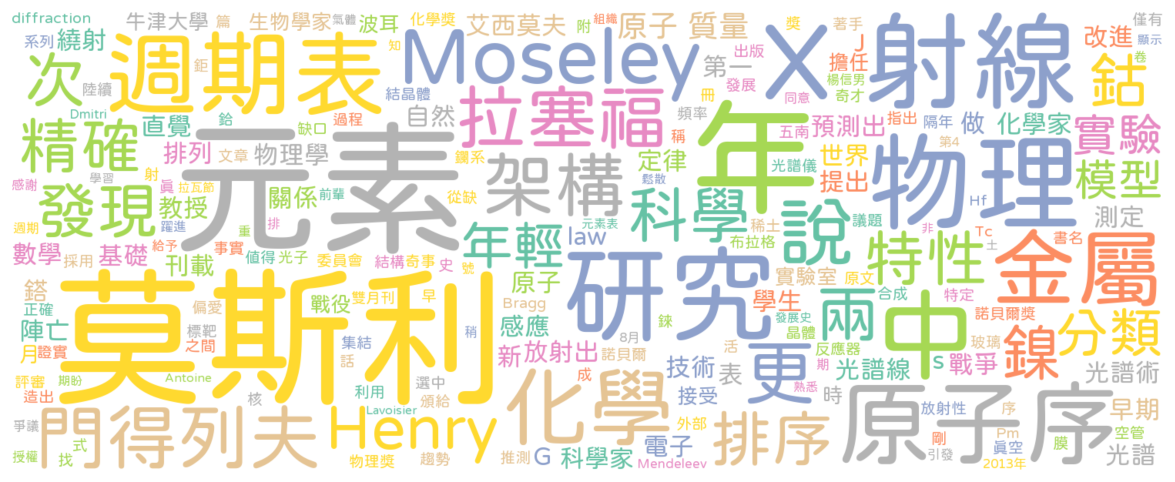 diffraction
牛津大學
篇
生物學家
氣體
波耳
化學獎
艾西莫夫
附
組織
原子
質量
獎
著手
僅有
系列
繞射
週期表
知
Moseley
X
射線
J
改進
顯示
次
鉅
陸續
結晶體
第一
出版
發展
楊信男
擔任
卷
奇才
鈷
Dmitri
鉿
直覺
缺口
過程
自然
拉塞福
冊
頻率
同意
年
精確
排列
文章
物理學
元素
稱
五南
預測出
指出
隔年
做
第4
化學家
實驗
感謝
學習
射
真
拉瓦節
關係
前輩
鑭系
從缺
架構
定律
鬆散
光譜儀
世界
提出
物理
模型
發現
教授
躍進
週期
重
排
數學
基礎
給予
事實
值得
光子
委員會
結構
奇事
史
年輕
law
科學
元素表
稀土
布拉格
說
議題
Hf
非
Tc
土
書名
測定
採用
刊載
號
原子
研究
實驗室
原文
特性
金屬
鎝
莫斯利
偏愛
戰役
雙月刊
早
Bragg
學生
合成
特定
兩
中
正確
陣亡
標靶
感應
錸
發展史
諾貝爾獎
月
證實
之間
集結
稍
新
放射出
8月
晶體
反應器
玻璃
鎳
分類
評審
造出
期盼
Antoine
話
諾貝爾
活
技術
更
期
光譜線
s
戰爭
光譜術
核
利用
選中
成
表
時
熟悉
爭議
Lavoisier
頒給
接受
放射性
序
早期
門得列夫
Henry
化學
外部
排序
原子序
剛
Pm
膜
空管
式
授權
找
物理獎
趨勢
推測
G
電子
科學家
Mendeleev
引發
真空
2013年
光譜